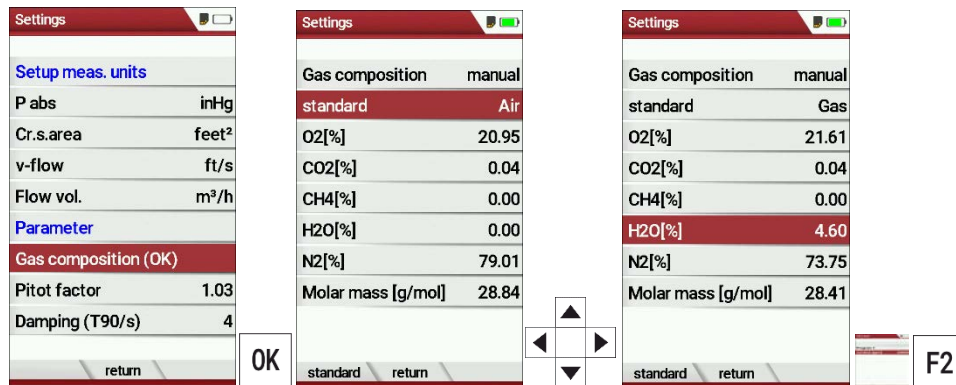 Settings
Setup meas. units
P abs inHg
Cr.s.area feet²
v-flow ft/s
Flow vol. m³/h
Parameter
Gas composition (OK)
Pitot factor 1.03
Damping (T90/s) 4
return
OK
Settings
Gas composition manual
standard Air
O2[%] 20.95
CO2[%] 0.04
CH4[%] 0.00
H2O[%] 0.00
N2[%] 79.01
Molar mass [g/mol] 28.84
standard return
Settings
Gas composition manual
standard Gas
O2[%] 21.61
CO2[%] 0.04
CH4[%] 0.00
H2O[%] 4.60
N2[%] 73.75
Molar mass [g/mol] 28.41
standard return
F2